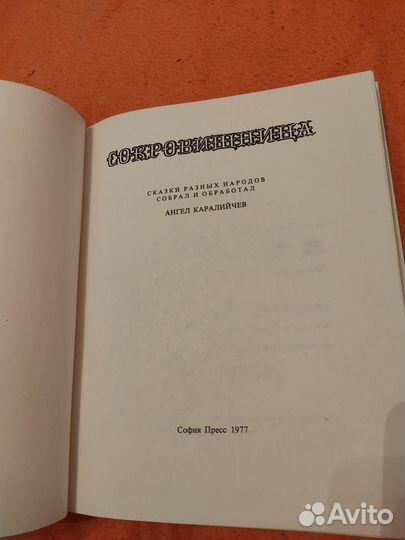 СОКРОВИЩНИЦА
СКАЗКИ РАЗНЫХ НАРОДОВ
СОБРАЛ И ОБРАБОТАЛ
АНГЕЛ КАРАЛИЙЧЕВ
София Пресс 1977
Avito